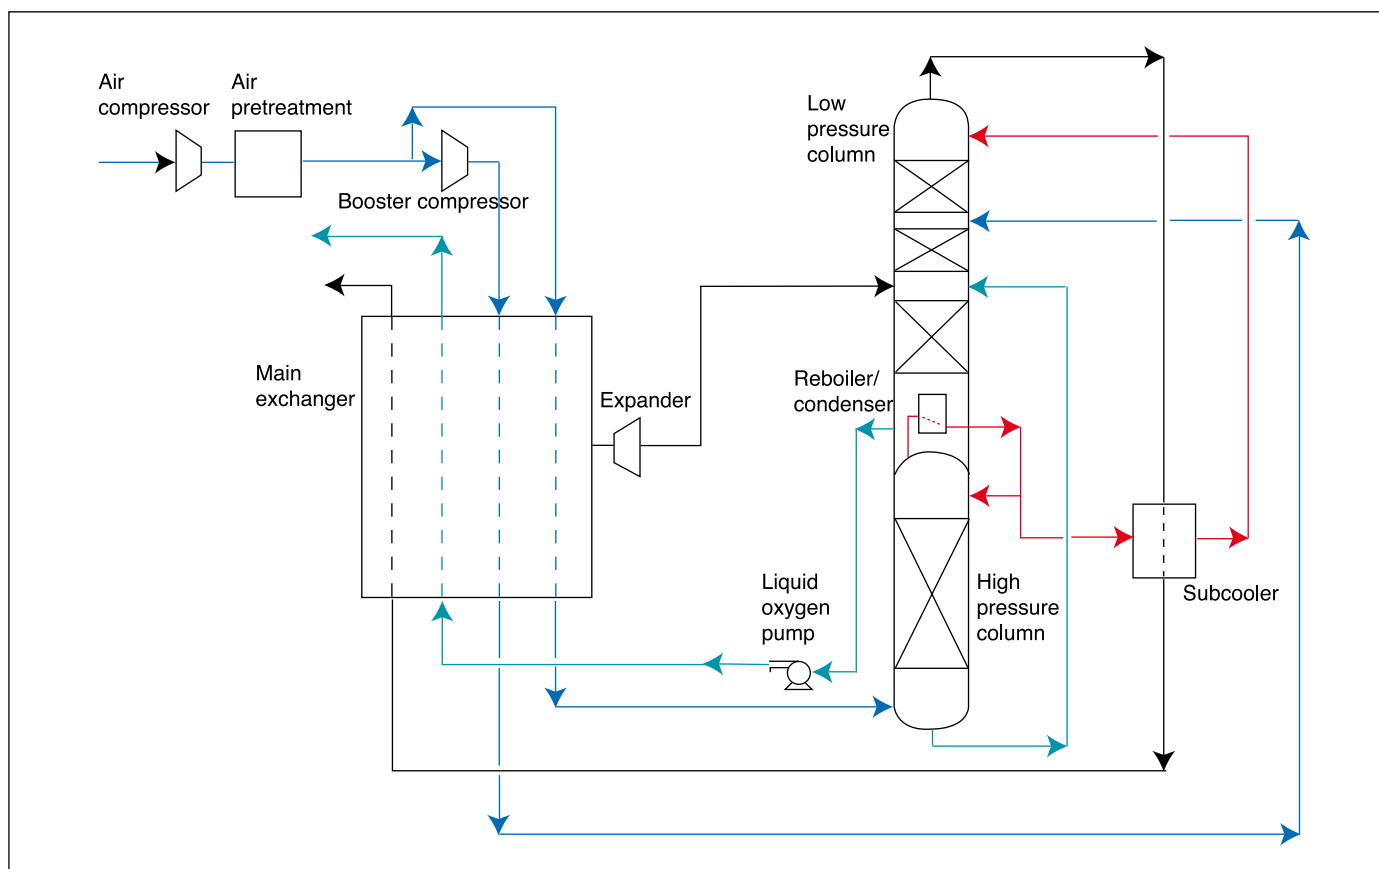 Air
compressor
Air
pretreatment
Booster compressor
Low
pressure
column
Main
exchanger
Expander
Reboiler/
condenser
Liquid
oxygen
pump
High
pressure
column
Subcooler